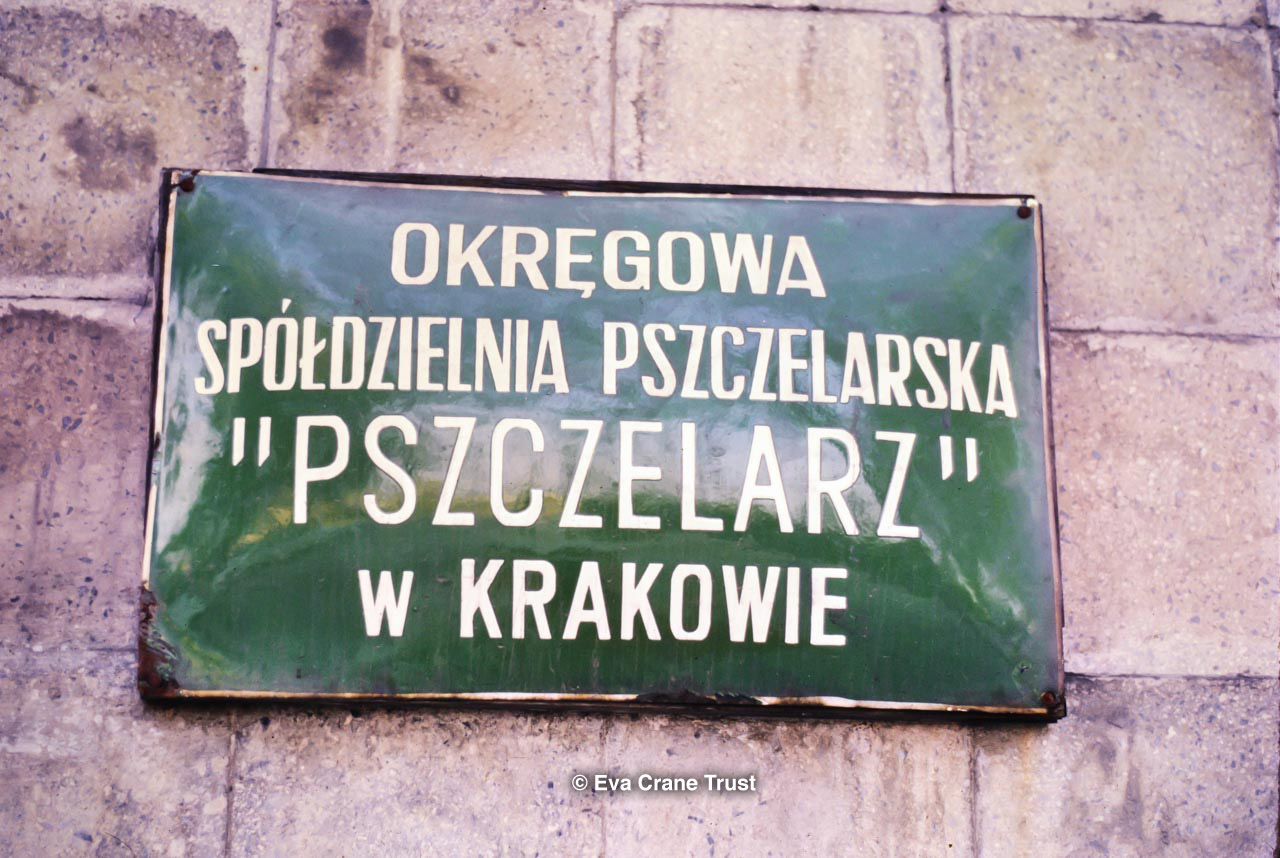 OKRĘGOWA
SPÓŁDZIELNIA PSZCZELARSKA
"PSZCZELARZ"
W KRAKOWIE
© Eva Crane Trust